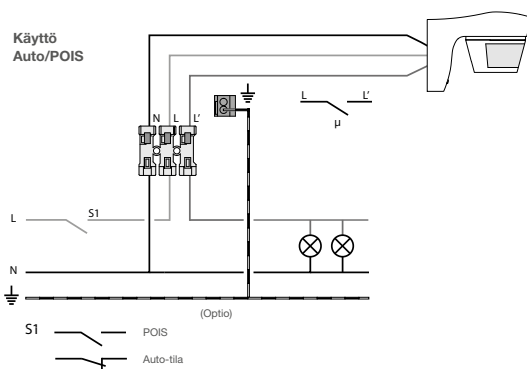 Käyttö
Auto/POIS
N L L'
L L'
μ
L S1
N
(Optio)
S1 POIS
Auto-tila